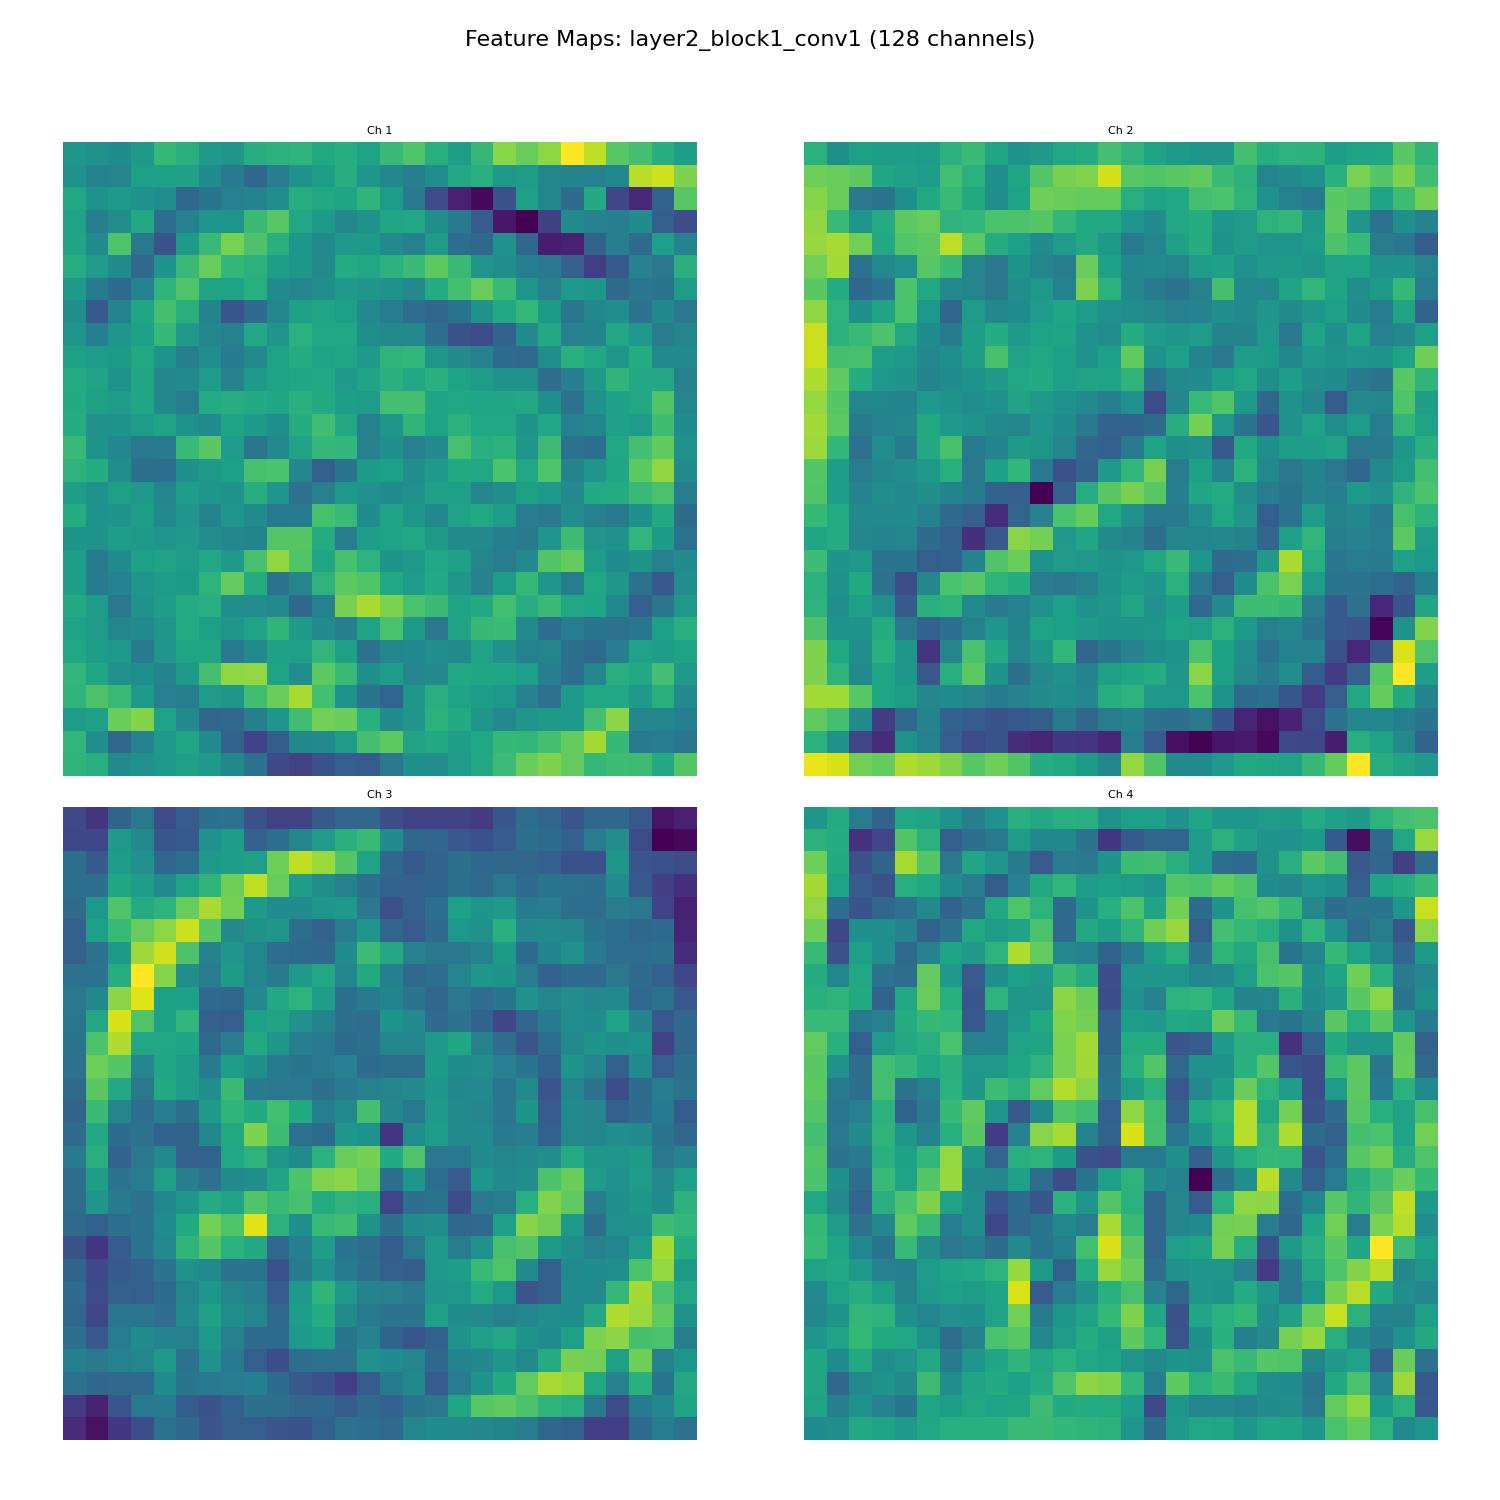 Feature Maps: layer2_block1_conv1 (128 channels)
Ch 1
Ch 2
Ch 3
Ch 4